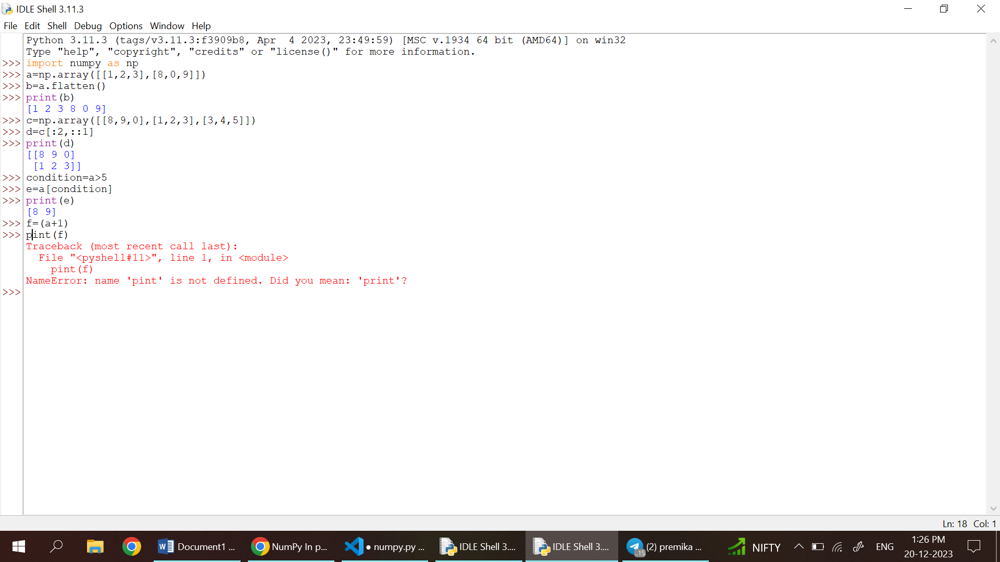 IDLE Shell 3.11.3
File Edit Shell Debug Options Window Help
Python 3.11.3 (tags/v3.11.3:f3909b8, Apr  4 2023, 23:49:59) [MSC v.1934 64 bit (AMD64)] on win32
Type "help", "copyright", "credits" or "license()" for more information.
>>> import numpy as np
>>> a=np.array([[1,2,3],[8,0,9]])
>>> b=a.flatten()
>>> print(b)
[1 2 3 8 0 9]
>>> c=np.array([[8,9,0],[1,2,3],[3,4,5]])
>>> d=c[:2,::1]
>>> print(d)
[[8 9 0]
 [1 2 3]]
>>> condition=a>5
>>> e=a[condition]
>>> print(e)
[8 9]
>>> f=(a+1)
>>> pint(f)
Traceback (most recent call last):
  File "<pyshell#11>", line 1, in <module>
    pint(f)
NameError: name 'pint' is not defined. Did you mean: 'print'?
>>>
Ln: 18 Col: 1
Document1 ... NumPy In p... ● numpy.py ... IDLE Shell 3.... IDLE Shell 3.... ..15 (2) premika ... NIFTY ENG 1:26 PM
20-12-2023